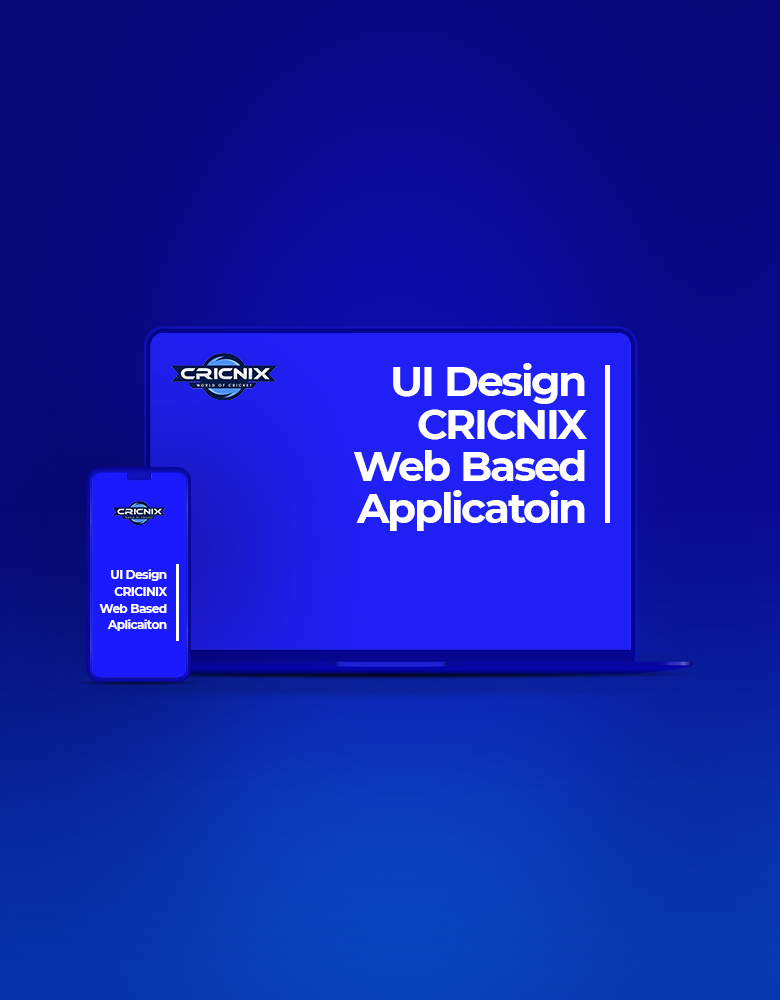 CRICNIX
WORLD OF CRICKET
UI Design
CRICNIX
Web Based
Applicatoin
CRICNIX
UI Design
CRICINIX
Web Based
Aplicaiton